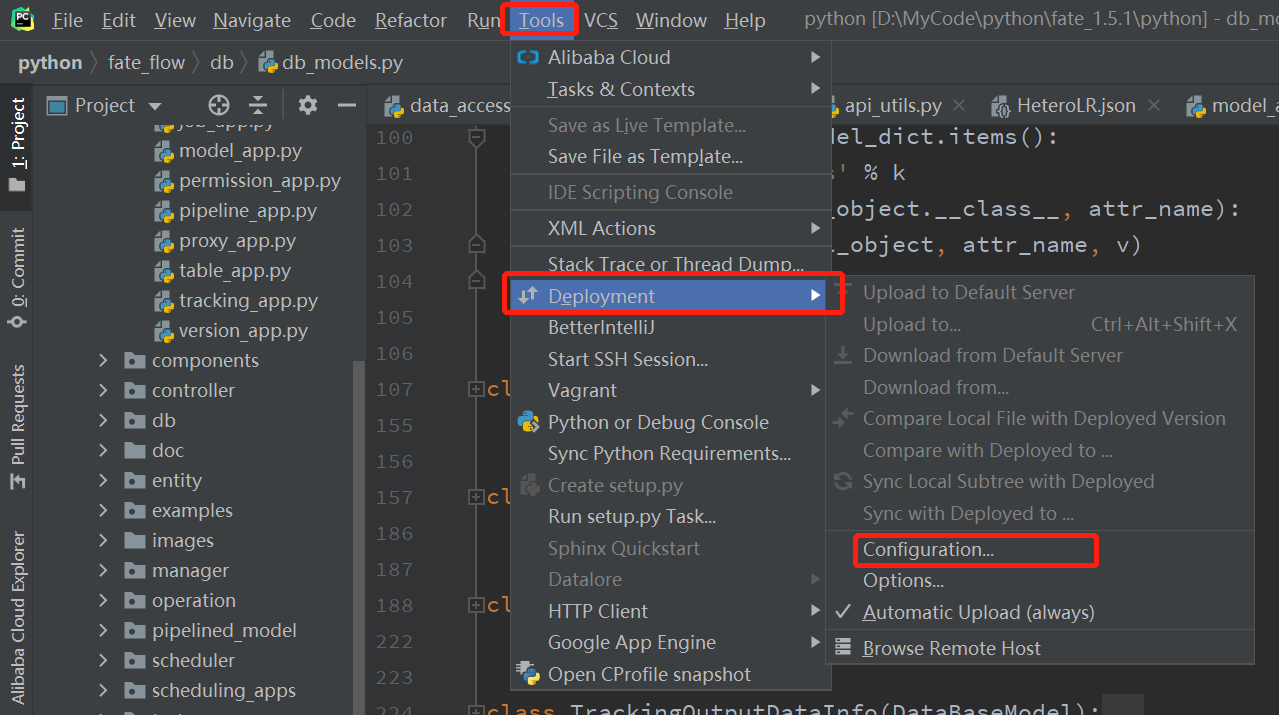 File Edit View Navigate Code Refactor Run Tools VCS Window Help python [D:\MyCode\python\fate_1.5.1\python] - db_m
python fate_flow db db_models.py
Project
data_access
api_utils.py
HeteroLR.json
model_a
1: Project
0: Commit
Pull Requests
Alibaba Cloud Explorer
job_app.py
model_app.py
permission_app.py
pipeline_app.py
proxy_app.py
table_app.py
tracking_app.py
version_app.py
components
controller
db
doc
entity
examples
images
manager
operation
pipelined_model
scheduler
scheduling_apps
100
101
102
103
104
105
106
107
155
156
157
186
187
188
222
223
224
del_dict.items():
s' % k
_object.__class__, attr_name):
l_object, attr_name, v)
cl
cl
cl
class TrackingOutputDataInfo(DataBaseModel):
Alibaba Cloud
Tasks & Contexts
Save as Live Template...
Save File as Template...
IDE Scripting Console
XML Actions
Stack Trace or Thread Dump...
Deployment
BetterIntelliJ
Start SSH Session...
Vagrant
Python or Debug Console
Sync Python Requirements...
Create setup.py
Run setup.py Task...
Sphinx Quickstart
Datalore
HTTP Client
Google App Engine
Open CProfile snapshot
Upload to Default Server
Upload to... Ctrl+Alt+Shift+X
Download from Default Server
Download from...
Compare Local File with Deployed Version
Compare with Deployed to ...
Sync Local Subtree with Deployed
Sync with Deployed to ...
Configuration...
Options...
Automatic Upload (always)
Browse Remote Host